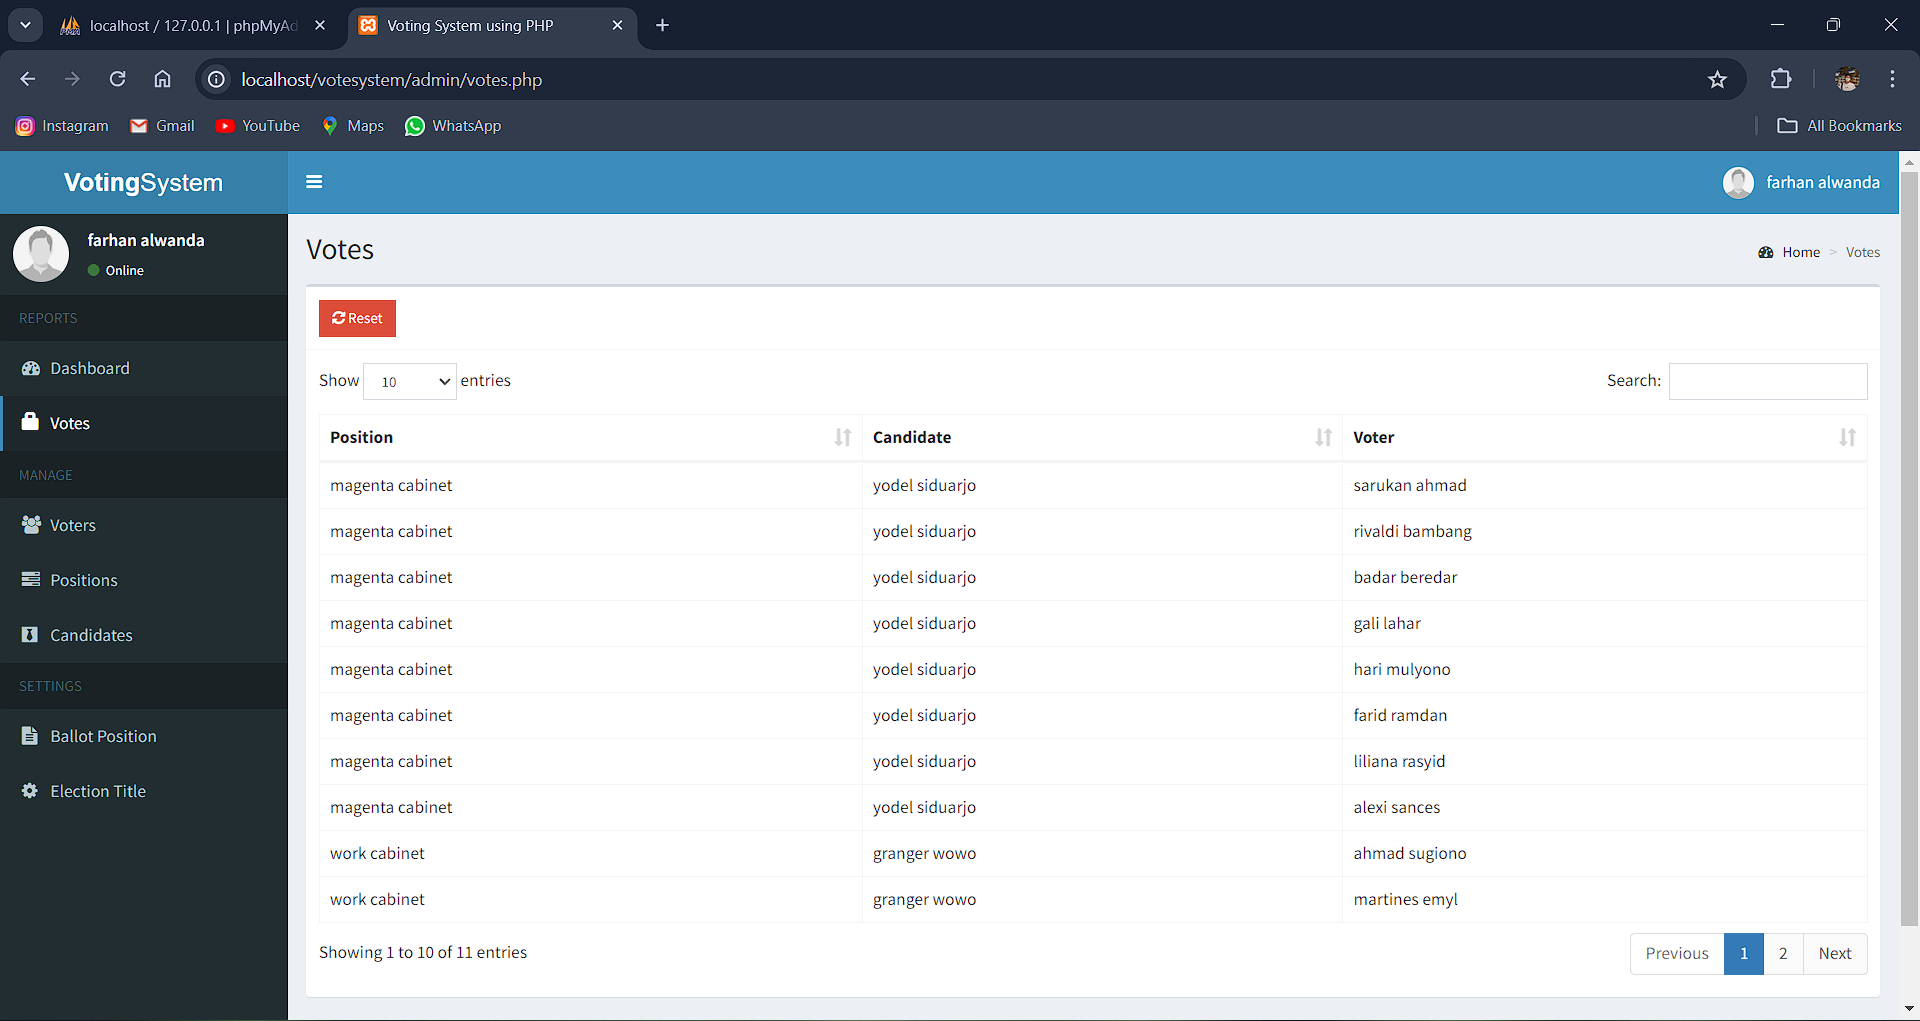 localhost / 127.0.0.1 | phpMyAd
Voting System using PHP
localhost/votesystem/admin/votes.php
Instagram Gmail YouTube Maps WhatsApp All Bookmarks
VotingSystem
farhan alwanda
farhan alwanda
Online
REPORTS
Dashboard
Votes
MANAGE
Voters
Positions
Candidates
SETTINGS
Ballot Position
Election Title
Votes
Home > Votes
Reset
Show 10 entries
Search:
Position Candidate Voter
magenta cabinet yodel siduarjo sarukan ahmad
magenta cabinet yodel siduarjo rivaldi bambang
magenta cabinet yodel siduarjo badar beredar
magenta cabinet yodel siduarjo gali lahar
magenta cabinet yodel siduarjo hari mulyono
magenta cabinet yodel siduarjo farid ramdan
magenta cabinet yodel siduarjo liliana rasyid
magenta cabinet yodel siduarjo alexi sances
work cabinet granger wowo ahmad sugiono
work cabinet granger wowo martines emyl
Showing 1 to 10 of 11 entries
Previous 1 2 Next